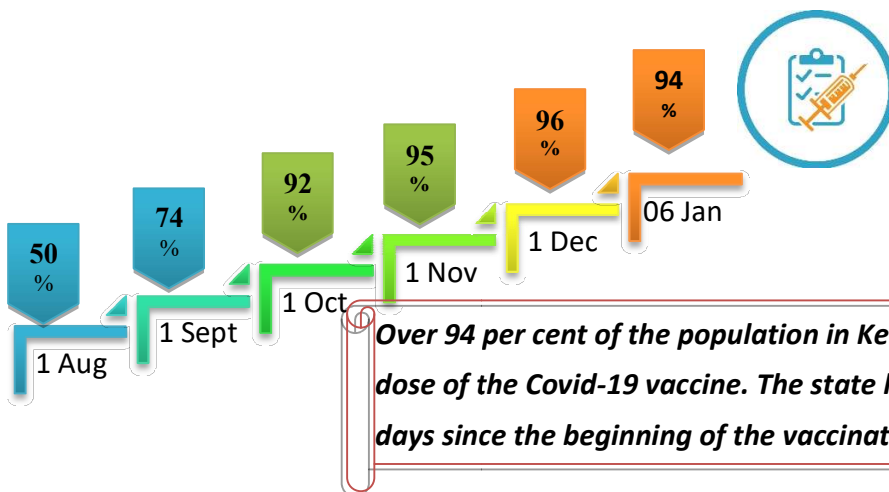 50
%
1 Aug
74
%
1 Sept
92
%
1 Oct
95
%
1 Nov
96
%
1 Dec
94
%
06 Jan
Over 94 per cent of the population in Ke
dose of the Covid-19 vaccine. The state
days since the beginning of the vaccinat